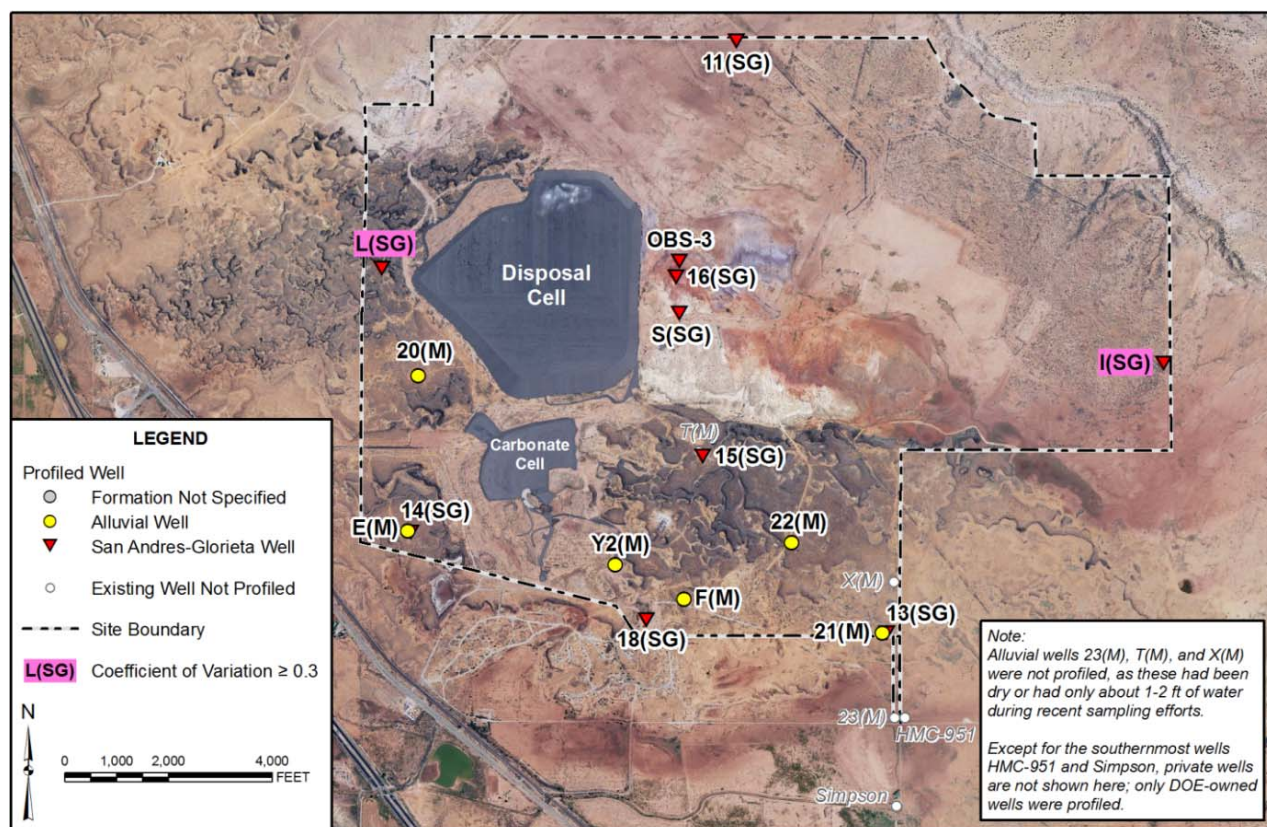 11(SG)
L(SG)
OBS-3
16(SG)
S(SG)
Disposal
Cell
I(SG)
20(M)
T(M)
15(SG)
Carbonate
Cell
E(M)
14(SG)
Y2(M)
22(M)
X(M)
F(M)
18(SG)
21(M)
13(SG)
23(M)
HMC-951
Simpson
LEGEND
Profiled Well
Formation Not Specified
Alluvial Well
San Andres-Glorieta Well
Existing Well Not Profiled
Site Boundary
L(SG) Coefficient of Variation ≥ 0.3
N
0 1,000 2,000 4,000
FEET
Note:
Alluvial wells 23(M), T(M), and X(M)
were not profiled, as these had been
dry or had only about 1-2 ft of water
during recent sampling efforts.
Except for the southernmost wells
HMC-951 and Simpson, private wells
are not shown here; only DOE-owned
wells were profiled.